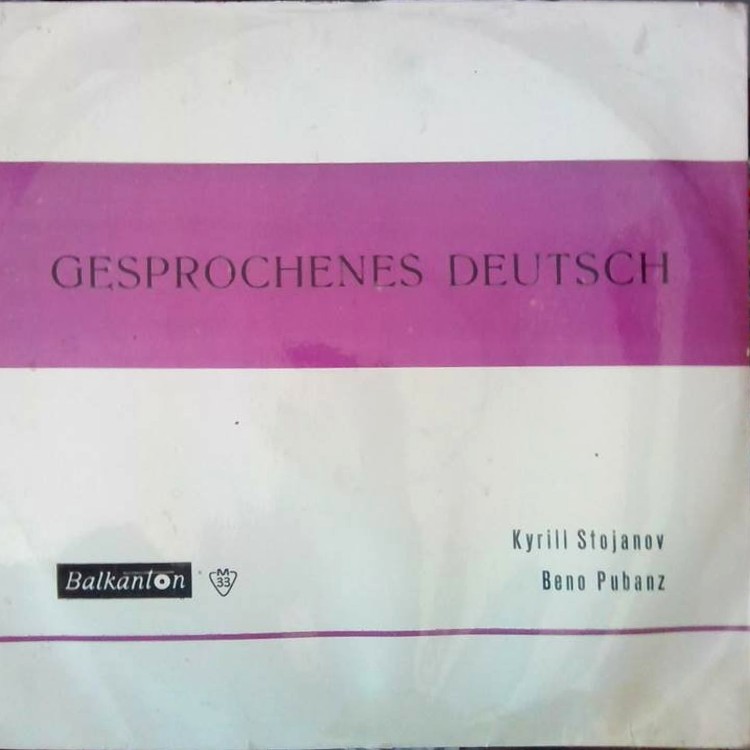 GESPROCHENES DEUTSCH
Kyrill Stojanov
Beno Pubanz
Balkanton
M
33